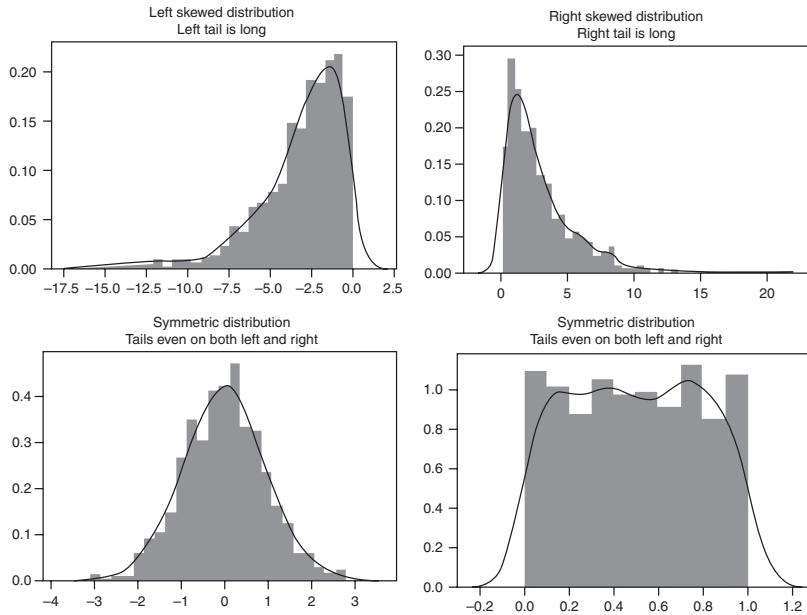 Left skewed distribution
Left tail is long
0.20
0.15
0.10
0.05
0.00
−17.5 −15.0 −12.5 −10.0 −7.5 −5.0 −2.5 0.0 2.5
Right skewed distribution
Right tail is long
0.30
0.25
0.20
0.15
0.10
0.05
0.00
0 5 10 15 20
Symmetric distribution
Tails even on both left and right
0.4
0.3
0.2
0.1
0.0
−4 −3 −2 −1 0 1 2 3
Symmetric distribution
Tails even on both left and right
1.0
0.8
0.6
0.4
0.2
0.0
−0.2 0.0 0.2 0.4 0.6 0.8 1.0 1.2